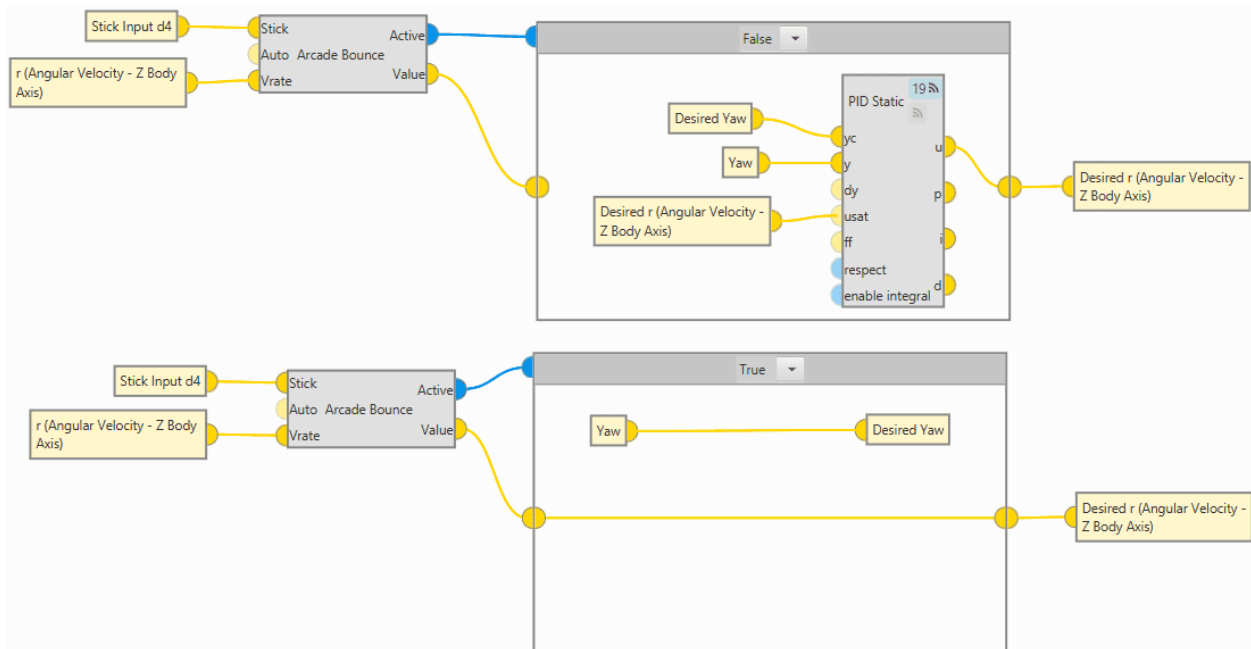 Stick Input d4
r (Angular Velocity - Z Body
Axis)
Stick
Active
Auto Arcade Bounce
Vrate
Value
False
PID Static
19
Desired Yaw
Yaw
Desired r (Angular Velocity -
Z Body Axis)
yc
y
dy
usat
ff
respect
enable integral
u
p
i
d
Desired r (Angular Velocity -
Z Body Axis)
Stick Input d4
r (Angular Velocity - Z Body
Axis)
Stick
Active
Auto Arcade Bounce
Vrate
Value
True
Yaw
Desired Yaw
Desired r (Angular Velocity -
Z Body Axis)